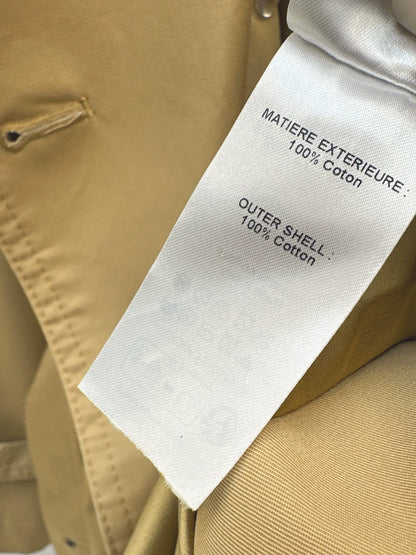 MATIERE EXTERIEURE :
100% Coton
OUTER SHELL :
100% Cotton